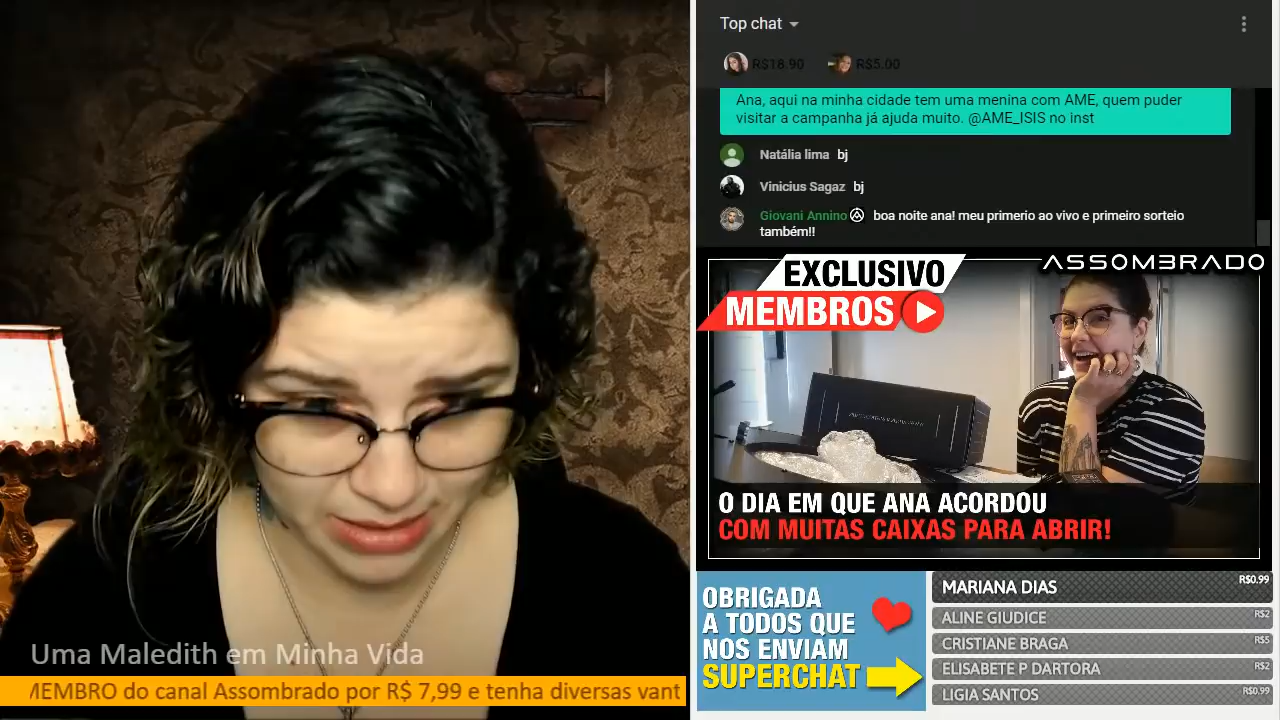 Top chat
R$18.90
R$5.00
Ana, aqui na minha cidade tem uma menina com AME, quem puder
visitar a campanha já ajuda muito. @AME_ISIS no inst
Natália lima bj
Vinicius Sagaz bj
Giovani Annino boa noite ana! meu primerio ao vivo e primeiro sorteio
também!!
EXCLUSIVO
MEMBROS
ASSOMBRADO
O DIA EM QUE ANA ACORDOU
COM MUITAS CAIXAS PARA ABRIR!
Uma Maledith em Minha Vida
MEMBRO do canal Assombrado por R$ 7,99 e tenha diversas vant
OBRIGADA
A TODOS QUE
NOS ENVIAM
SUPERCHAT
MARIANA DIAS R$0.99
ALINE GIUDICE R$2
CRISTIANE BRAGA R$5
ELISABETE P DARTORA R$2
LIGIA SANTOS R$0.99